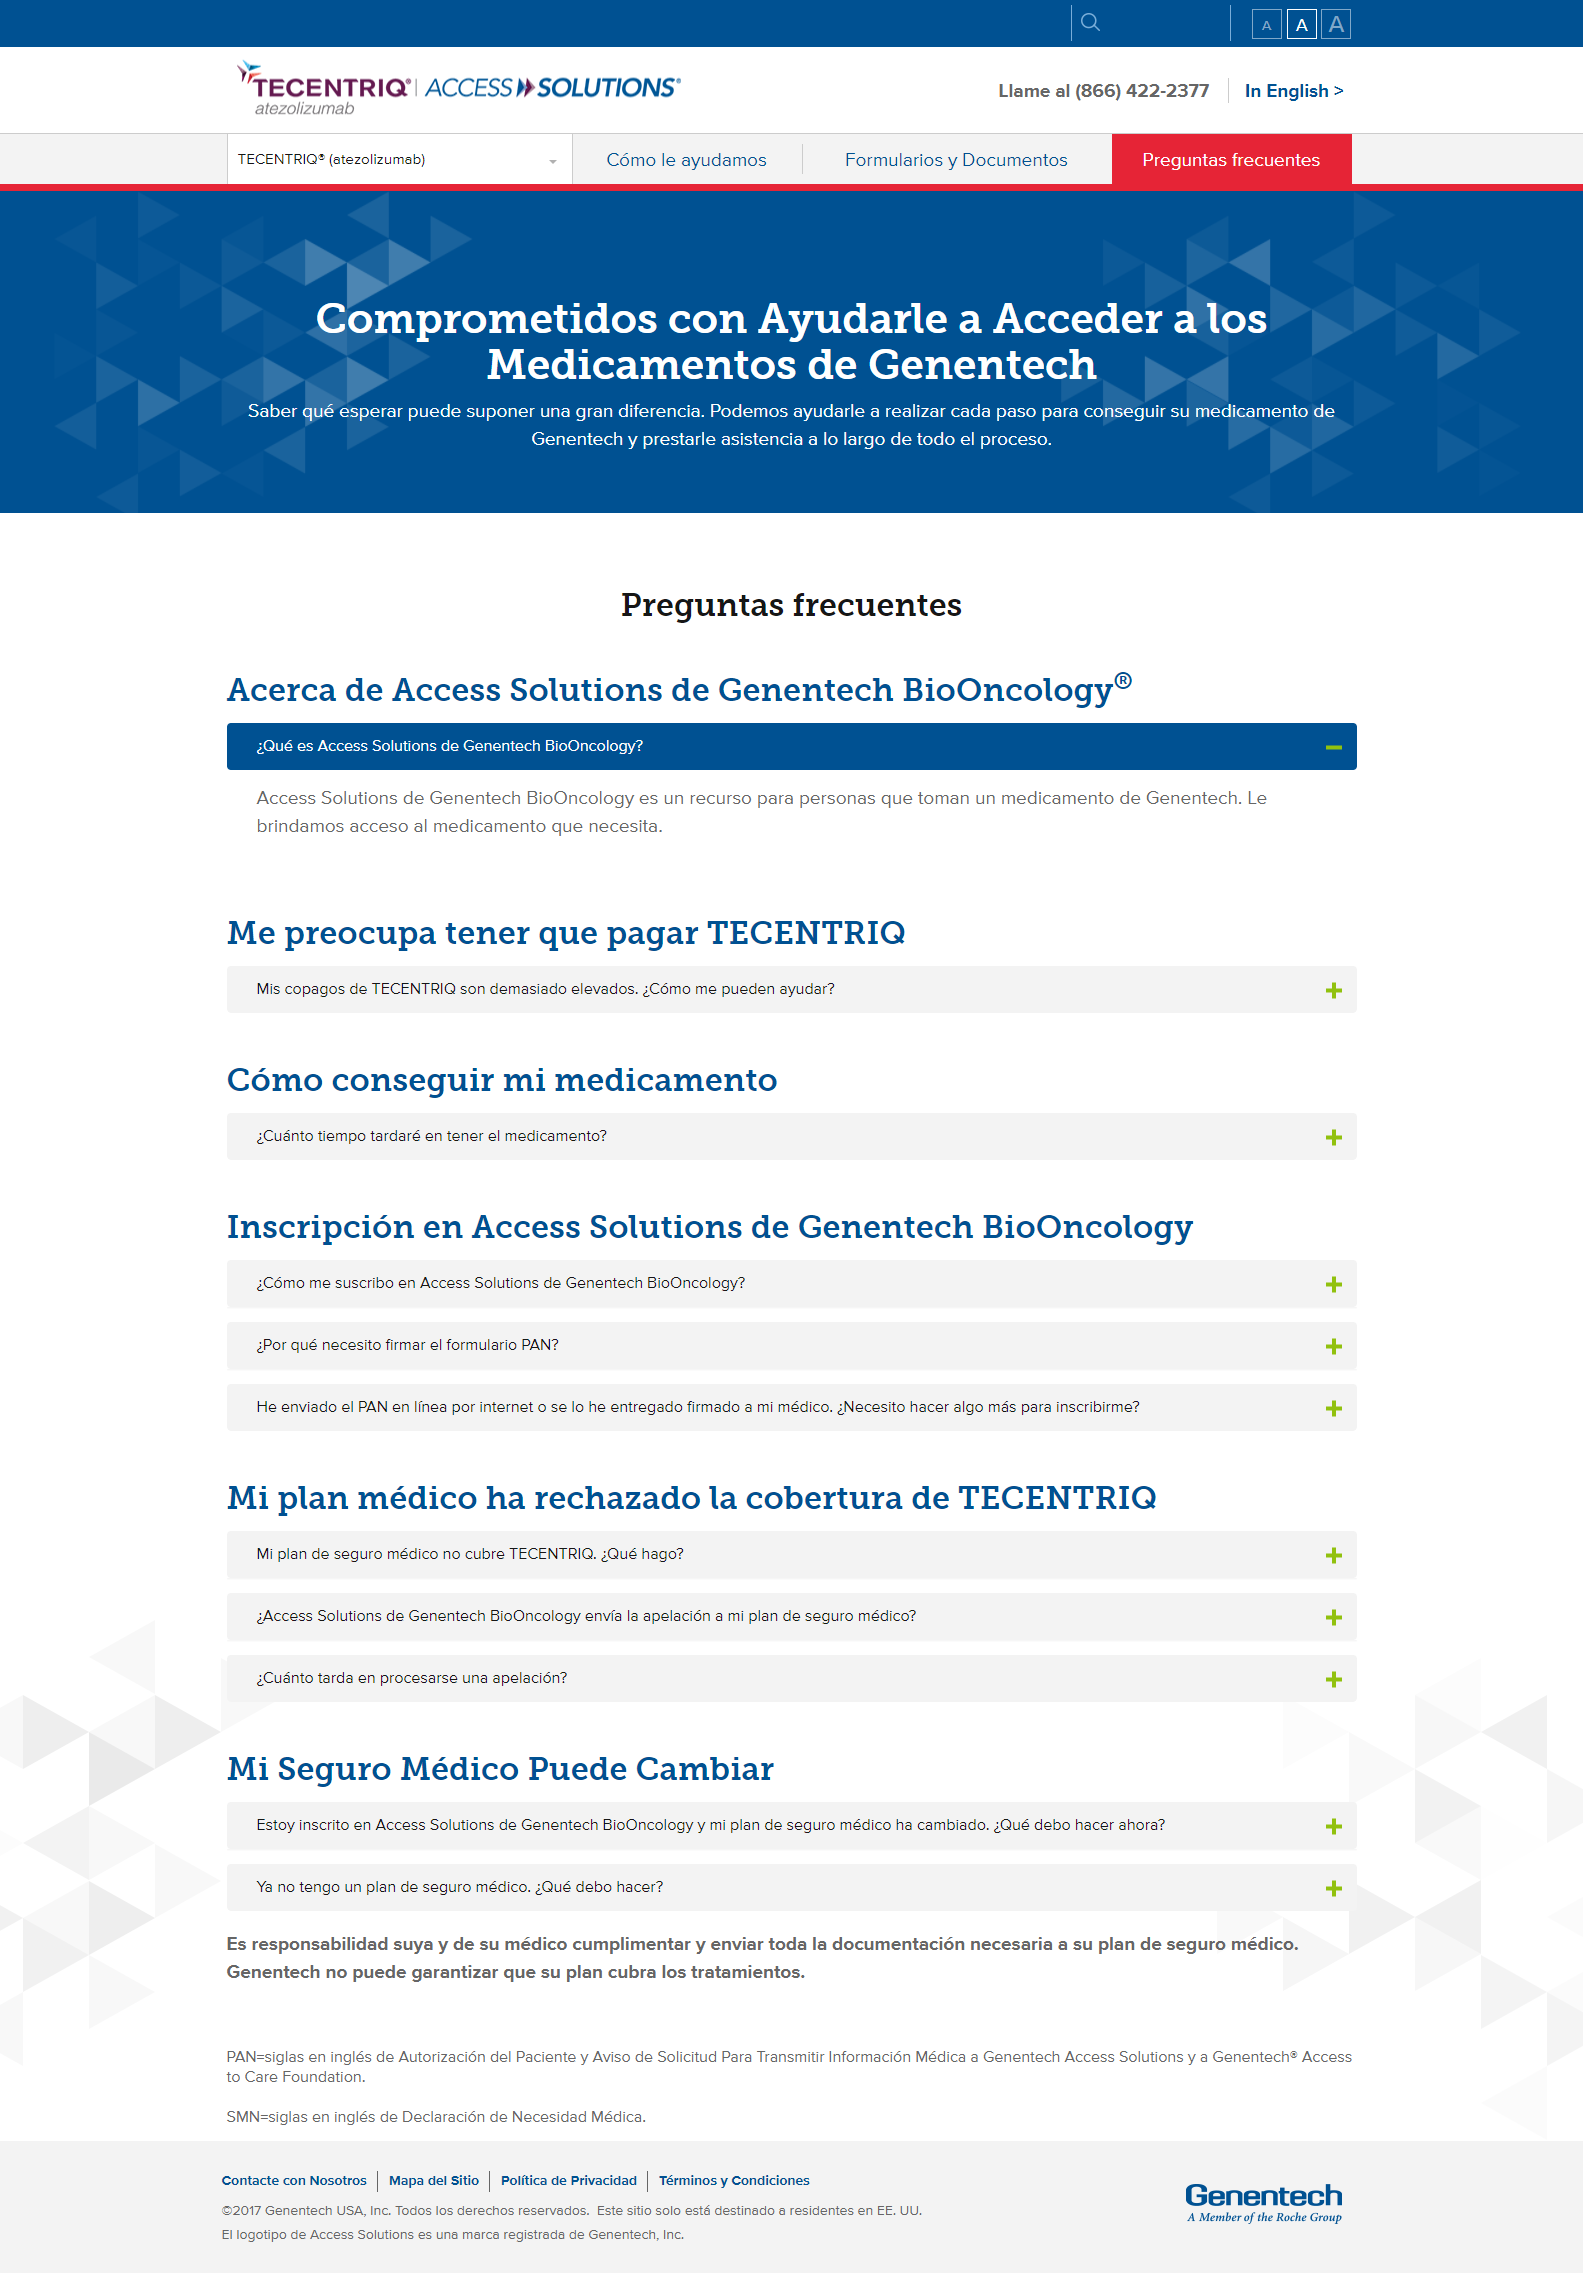 A A A
TECENTRIQ® | ACCESS SOLUTIONS®
atezolizumab
Llame al (866) 422-2377
In English >
TECENTRIQ® (atezolizumab)
Cómo le ayudamos
Formularios y Documentos
Preguntas frecuentes
Comprometidos con Ayudarle a Acceder a los
Medicamentos de Genentech
Saber qué esperar puede suponer una gran diferencia. Podemos ayudarle a realizar cada paso para conseguir su medicamento de
Genentech y prestarle asistencia a lo largo de todo el proceso.
Preguntas frecuentes
Acerca de Access Solutions de Genentech BioOncology®
¿Qué es Access Solutions de Genentech BioOncology?
Access Solutions de Genentech BioOncology es un recurso para personas que toman un medicamento de Genentech. Le
brindamos acceso al medicamento que necesita.
Me preocupa tener que pagar TECENTRIQ
Mis copagos de TECENTRIQ son demasiado elevados. ¿Cómo me pueden ayudar?
Cómo conseguir mi medicamento
¿Cuánto tiempo tardaré en tener el medicamento?
Inscripción en Access Solutions de Genentech BioOncology
¿Cómo me suscribo en Access Solutions de Genentech BioOncology?
¿Por qué necesito firmar el formulario PAN?
He enviado el PAN en línea por internet o se lo he entregado firmado a mi médico. ¿Necesito hacer algo más para inscribirme?
Mi plan médico ha rechazado la cobertura de TECENTRIQ
Mi plan de seguro médico no cubre TECENTRIQ. ¿Qué hago?
¿Access Solutions de Genentech BioOncology envía la apelación a mi plan de seguro médico?
¿Cuánto tarda en procesarse una apelación?
Mi Seguro Médico Puede Cambiar
Estoy inscrito en Access Solutions de Genentech BioOncology y mi plan de seguro médico ha cambiado. ¿Qué debo hacer ahora?
Ya no tengo un plan de seguro médico. ¿Qué debo hacer?
Es responsabilidad suya y de su médico cumplimentar y enviar toda la documentación necesaria a su plan de seguro médico.
Genentech no puede garantizar que su plan cubra los tratamientos.
PAN=siglas en inglés de Autorización del Paciente y Aviso de Solicitud Para Transmitir Información Médica a Genentech Access Solutions y a Genentech® Access
to Care Foundation.
SMN=siglas en inglés de Declaración de Necesidad Médica.
Contacte con Nosotros | Mapa del Sitio | Política de Privacidad | Términos y Condiciones
©2017 Genentech USA, Inc. Todos los derechos reservados. Este sitio solo está destinado a residentes en EE. UU.
El logotipo de Access Solutions es una marca registrada de Genentech, Inc.
Genentech
A Member of the Roche Group